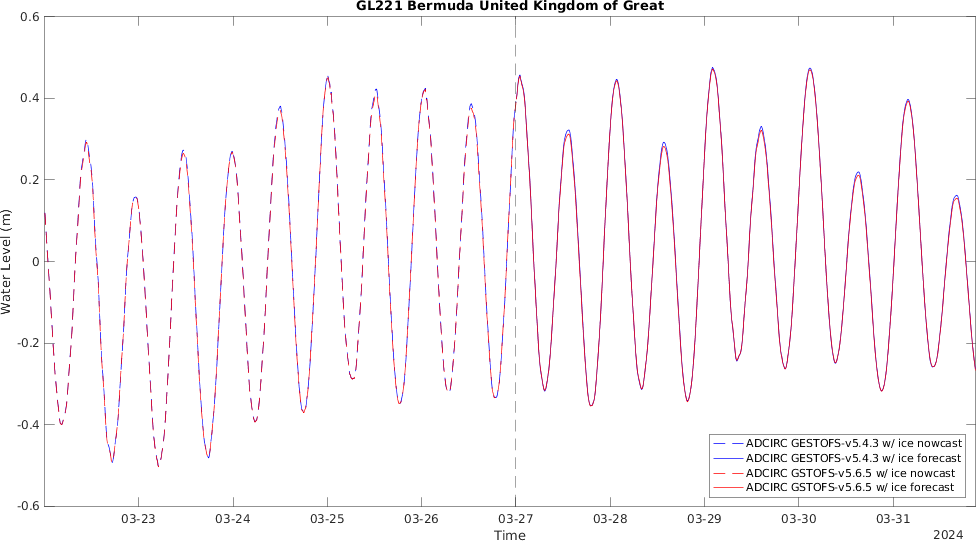 GL221 Bermuda United Kingdom of Great
0.6
0.4
0.2
0
-0.2
-0.4
-0.6
Water Level (m)
03-23 03-24 03-25 03-26 03-27 03-28 03-29 03-30 03-31
Time
2024
ADCIRC GESTOFS-v5.4.3 w/ ice nowcast
ADCIRC GESTOFS-v5.4.3 w/ ice forecast
ADCIRC GSTOFS-v5.6.5 w/ ice nowcast
ADCIRC GSTOFS-v5.6.5 w/ ice forecast